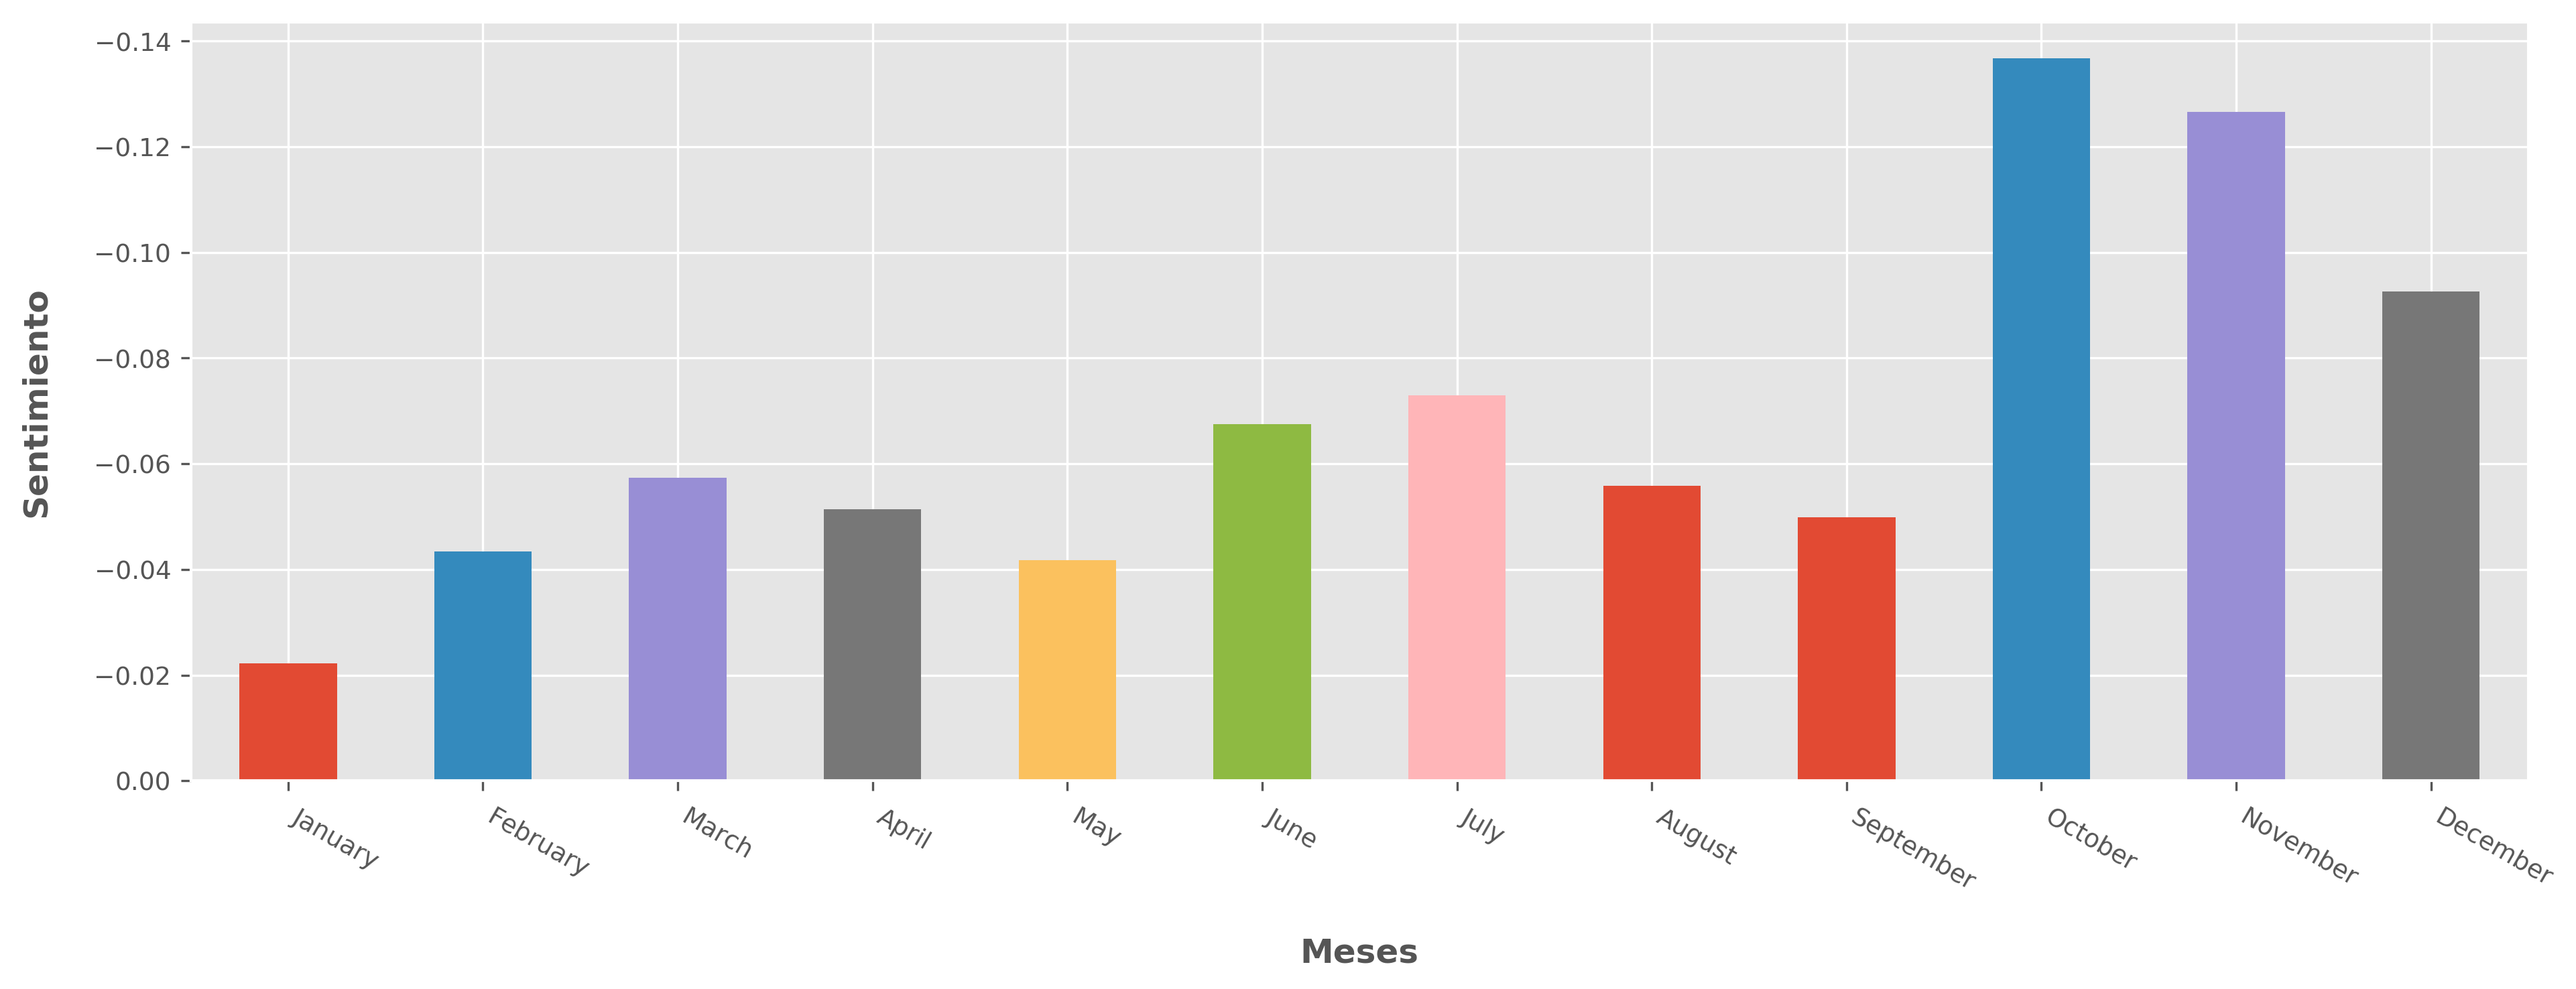 −0.14
−0.12
−0.10
−0.08
−0.06
−0.04
−0.02
0.00
Sentimiento
January
February
March
April
May
June
July
August
September
October
November
December
Meses